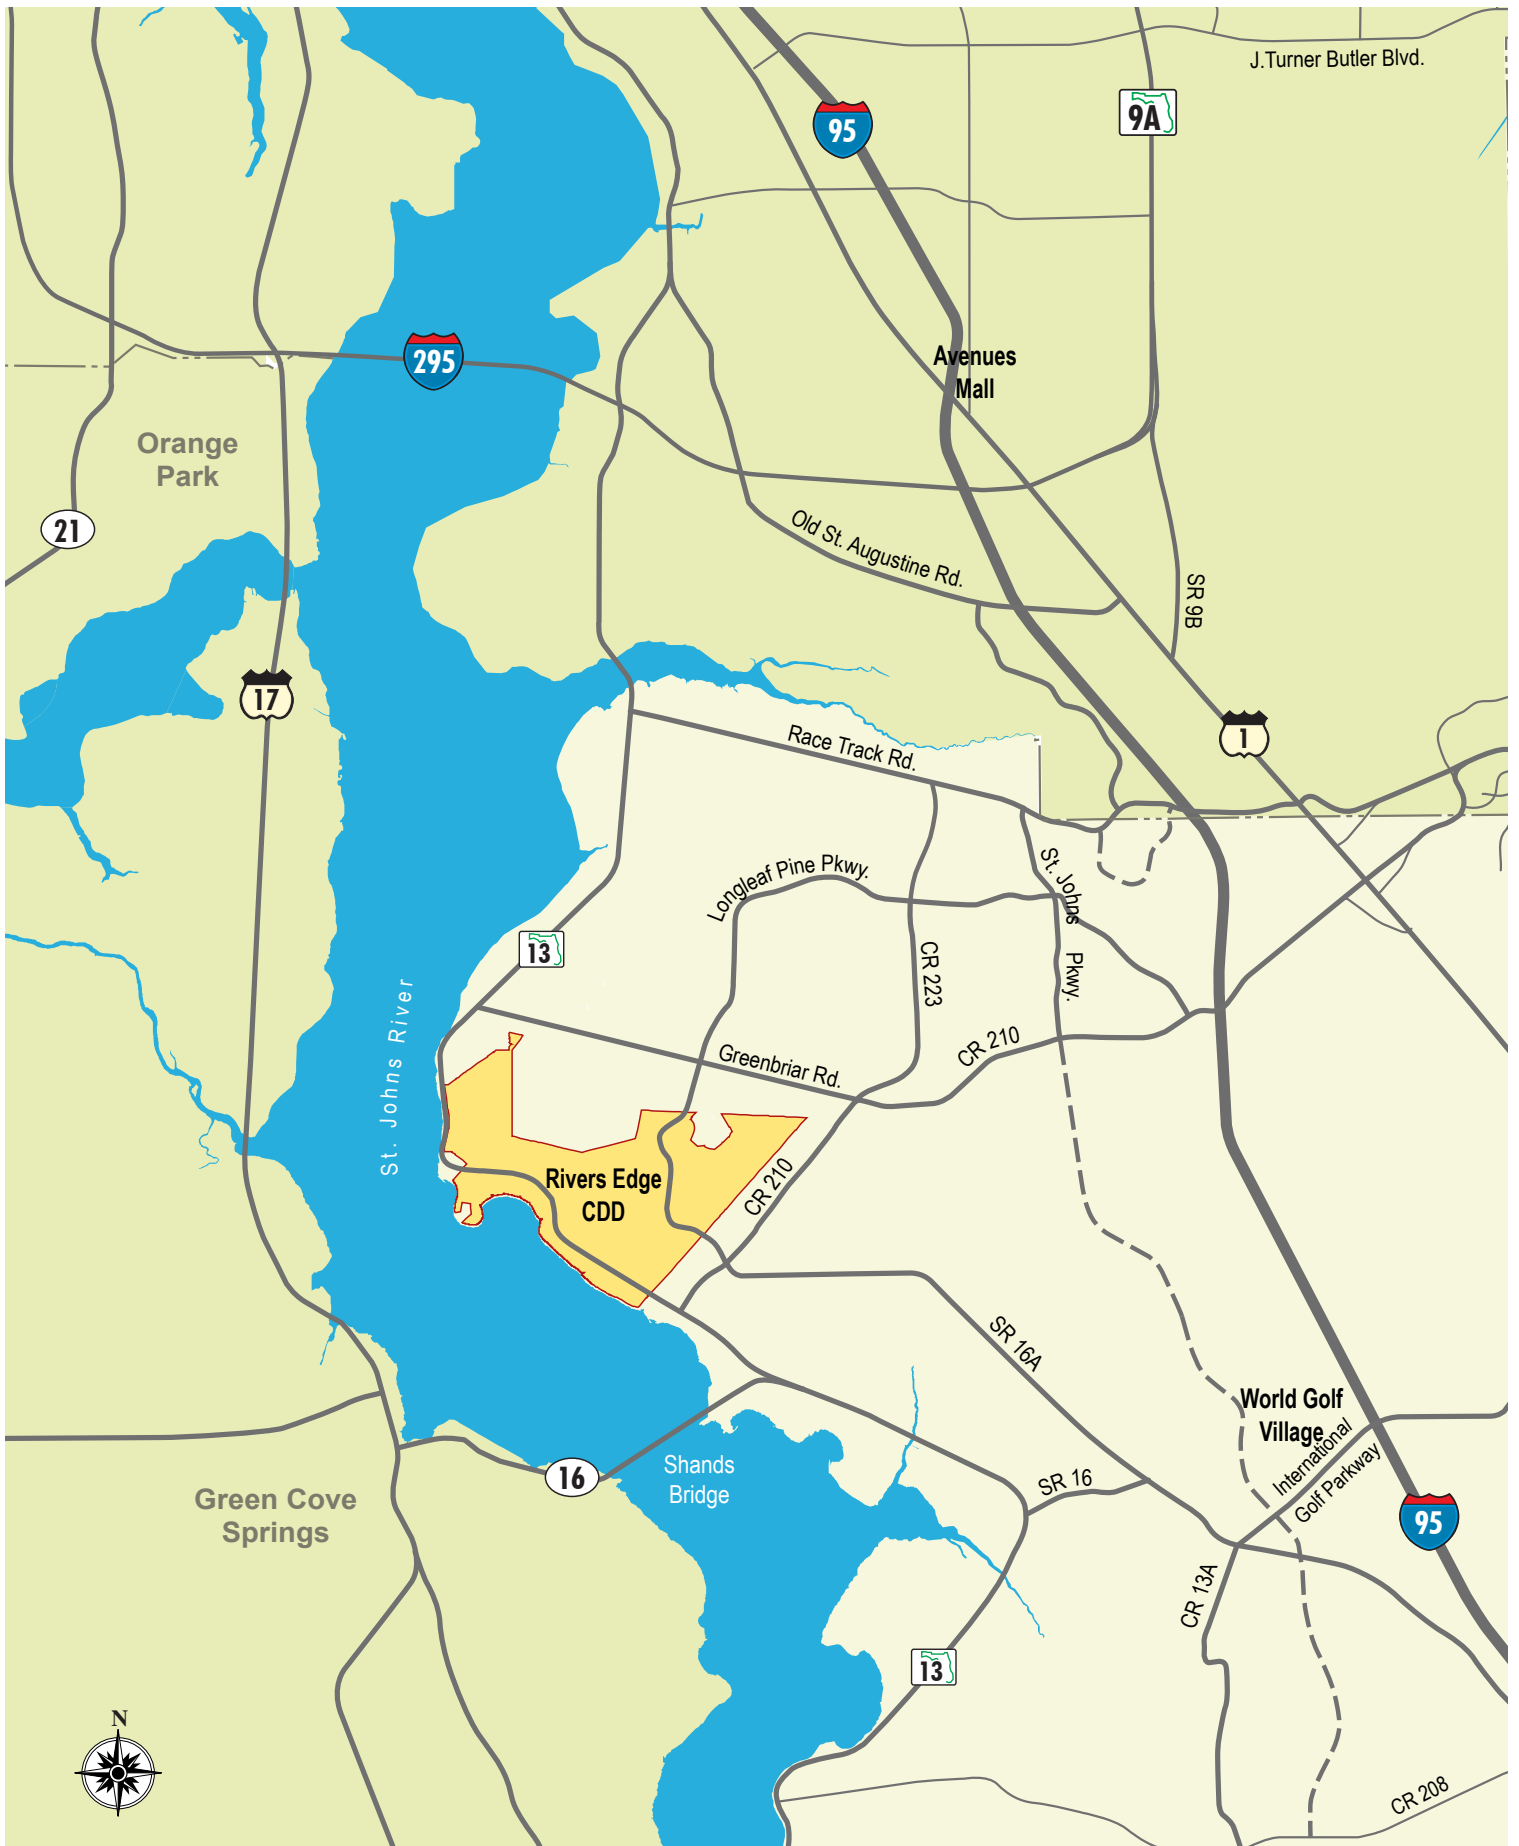 J.Turner Butler Blvd.
95
9A
295
Avenues
Mall
Orange
Park
21
Old St. Augustine Rd.
SR 9B
17
1
Race Track Rd.
St. Johns
Pkwy.
Longleaf Pine Pkwy.
13
CR 223
St. Johns River
Greenbriar Rd.
CR 210
Rivers Edge
CDD
CR 210
SR 16A
World Golf
Village
International
Golf Parkway
Shands
Bridge
16
SR 16
Green Cove
Springs
95
CR 13A
13
N
CR 208